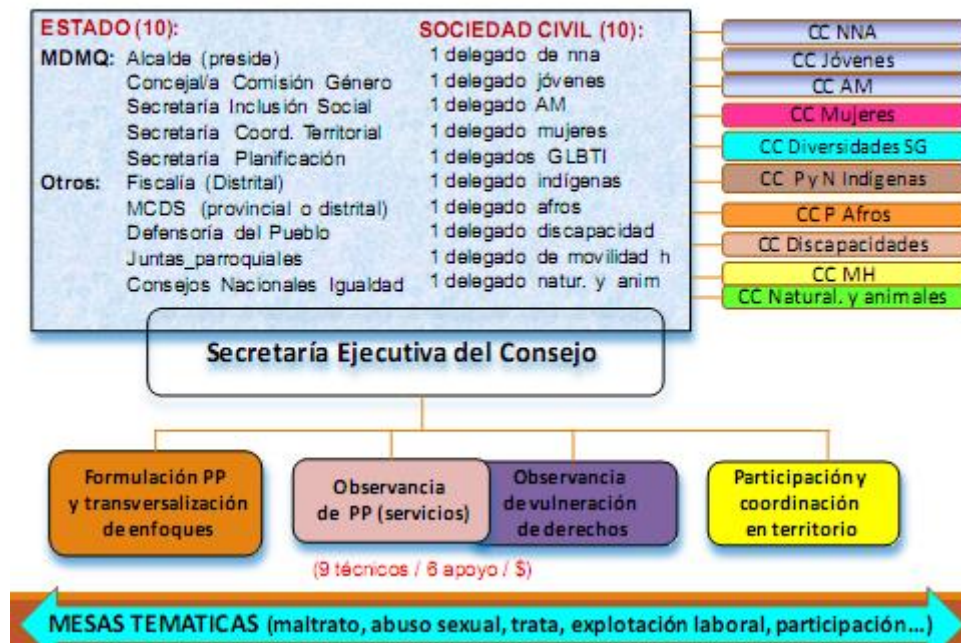 ESTADO (10):
MDMQ: Alcalde (preside)
Concejal/a Comisión Género
Secretaría Inclusión Social
Secretaría Coord. Territorial
Secretaría Planificación
Otros: Fiscalía (Distrital)
MCDS (provincial o distrital)
Defensoría del Pueblo
Juntas_parroquiales
Consejos Nacionales Igualdad
SOCIEDAD CIVIL (10):
1 delegado de nna
1 delegado jóvenes
1 delegado AM
1 delegado mujeres
1 delegados GLBTI
1 delegado indígenas
1 delegado afros
1 delegado discapacidad
1 delegado de movilidad h
1 delegado natur. y anim
CC NNA
CC Jóvenes
CC AM
CC Mujeres
CC Diversidades SG
CC P y N Indígenas
CC P Afros
CC Discapacidades
CC MH
CC Natural. y animales
Secretaría Ejecutiva del Consejo
Formulación PP
y transversalización
de enfoques
Observancia
de PP (servicios)
Observancia
de vulneración
de derechos
Participación y
coordinación
en territorio
(9 técnicos / 6 apoyo / $)
MESAS TEMATICAS (maltrato, abuso sexual, trata, explotación laboral, participación...)